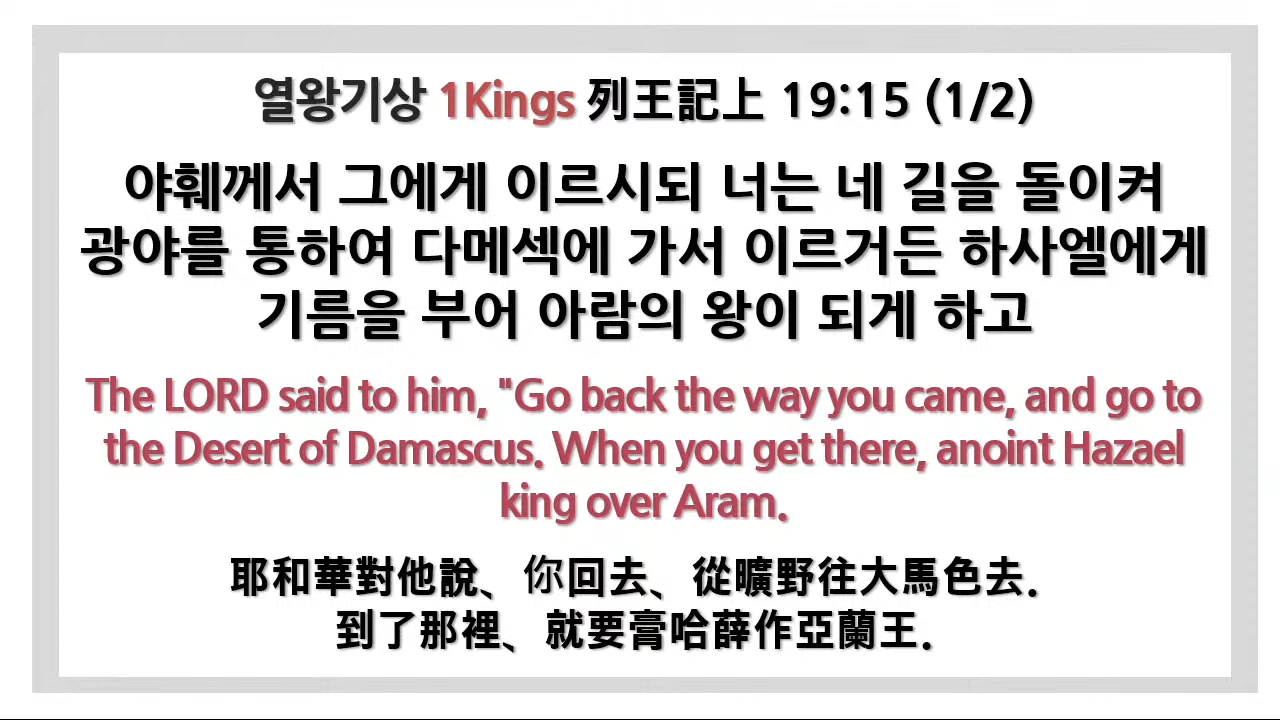 열왕기상 1Kings 列王記上 19:15 (1/2)
야훼께서 그에게 이르시되 너는 네 길을 돌이켜
광야를 통하여 다메섹에 가서 이르거든 하사엘에게
기름을 부어 아람의 왕이 되게 하고
The LORD said to him, "Go back the way you came, and go to
the Desert of Damascus. When you get there, anoint Hazael
king over Aram.
耶和華對他說、你回去、從曠野往大馬色去.
到了那裡、就要膏哈薛作亞蘭王.